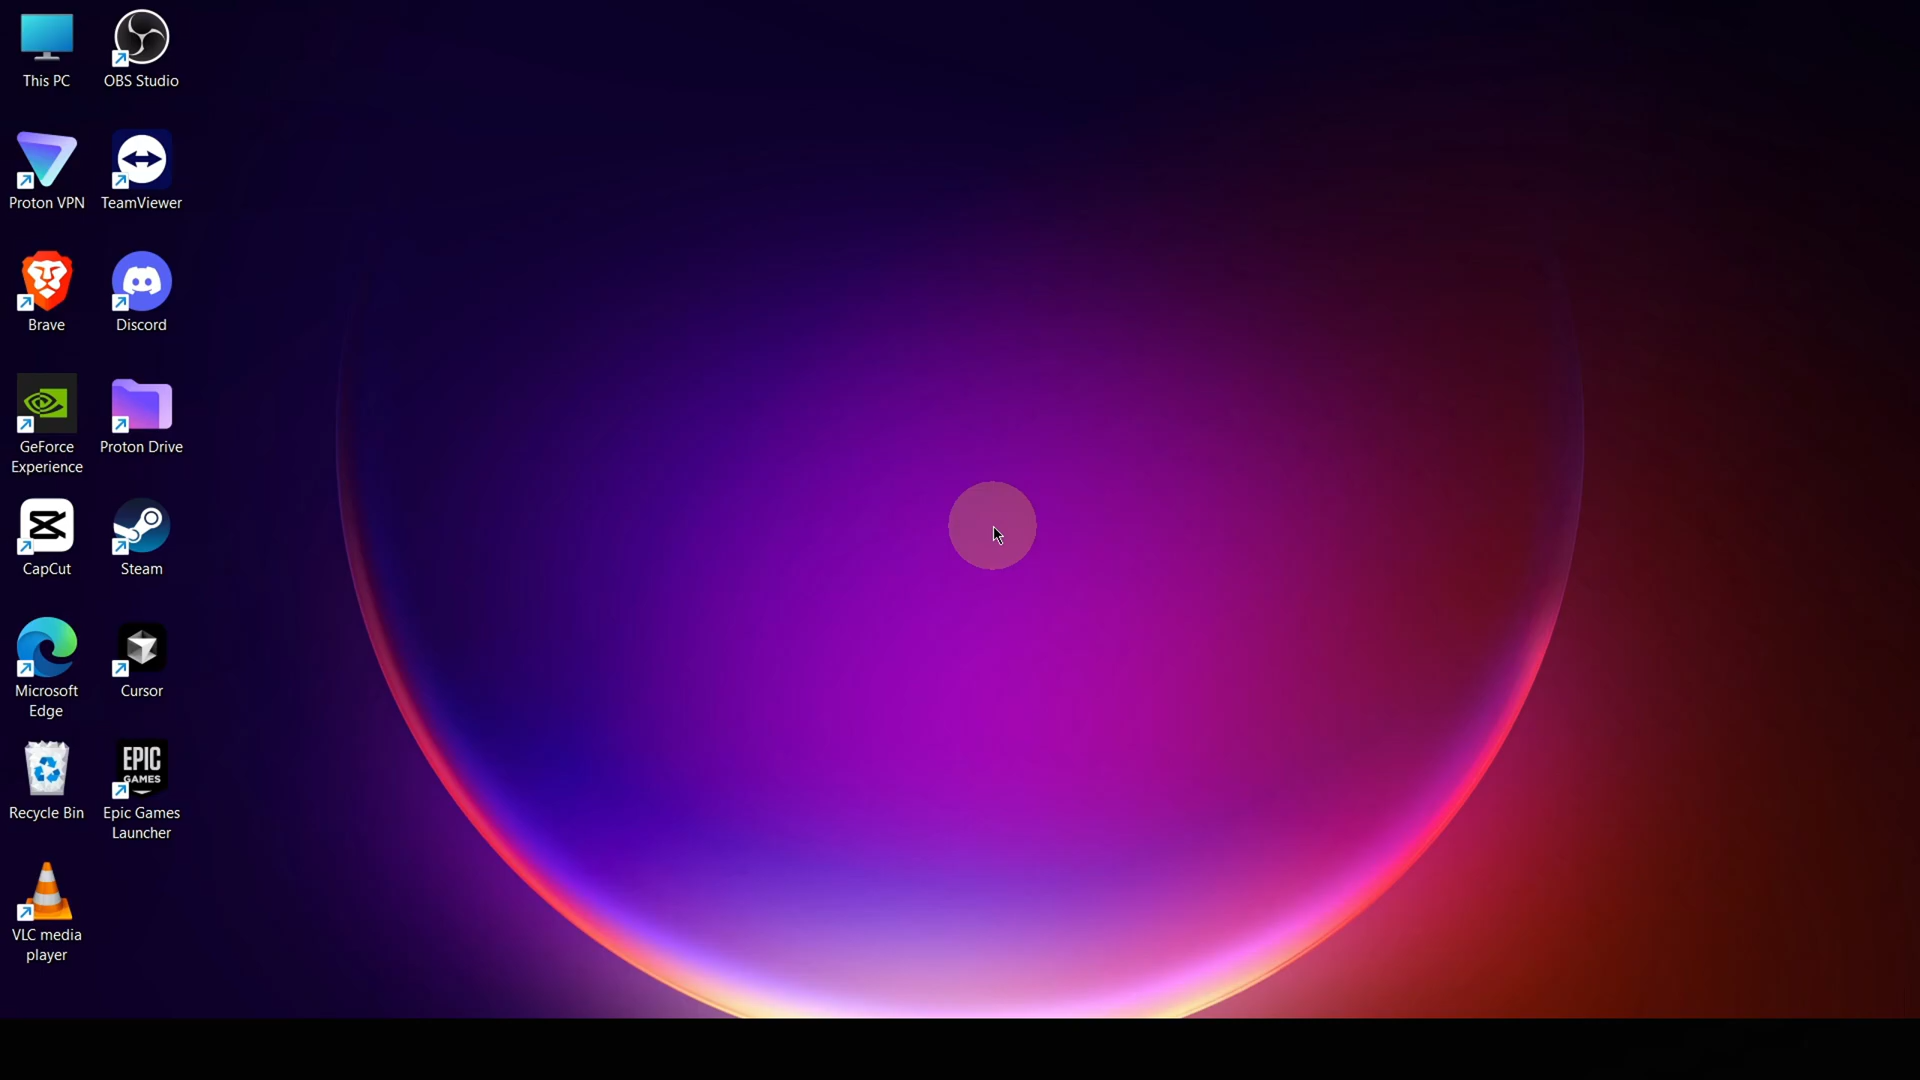 This PC
OBS Studio
Proton VPN
TeamViewer
Brave
Discord
GeForce
Experience
Proton Drive
CapCut
Steam
Microsoft
Edge
Cursor
Recycle Bin
EPIC
GAMES
Epic Games
Launcher
VLC media
player